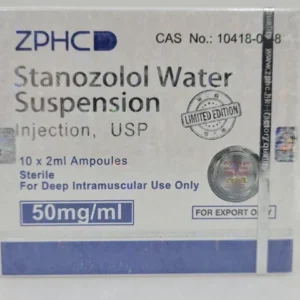 ZPHC
CAS No.: 10418-0
Stanozolol Water
Suspension
Injection, USP
LIMITED EDITION
10 x 2ml Ampoules
Sterile
For Deep Intramuscular Use Only
50mg/ml
FOR EXPORT ONLY